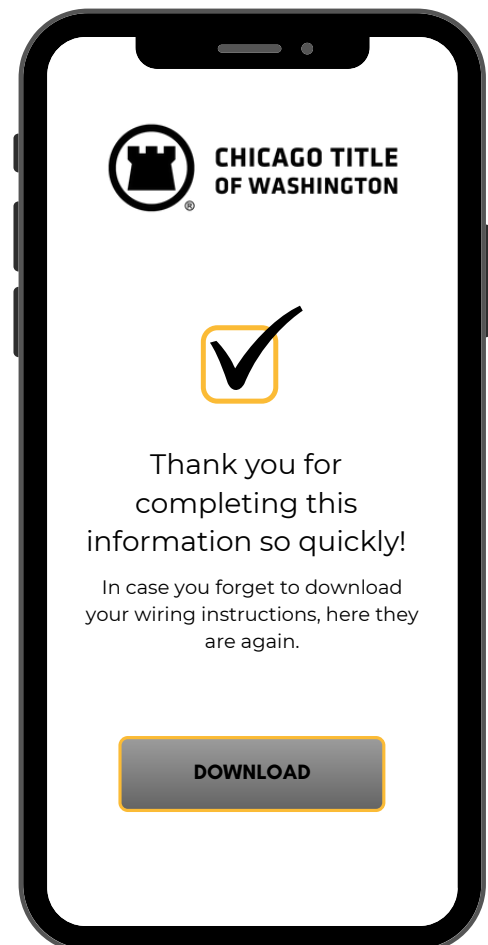 CHICAGO TITLE
OF WASHINGTON
®
Thank you for
completing this
information so quickly!
In case you forget to download
your wiring instructions, here they
are again.
DOWNLOAD